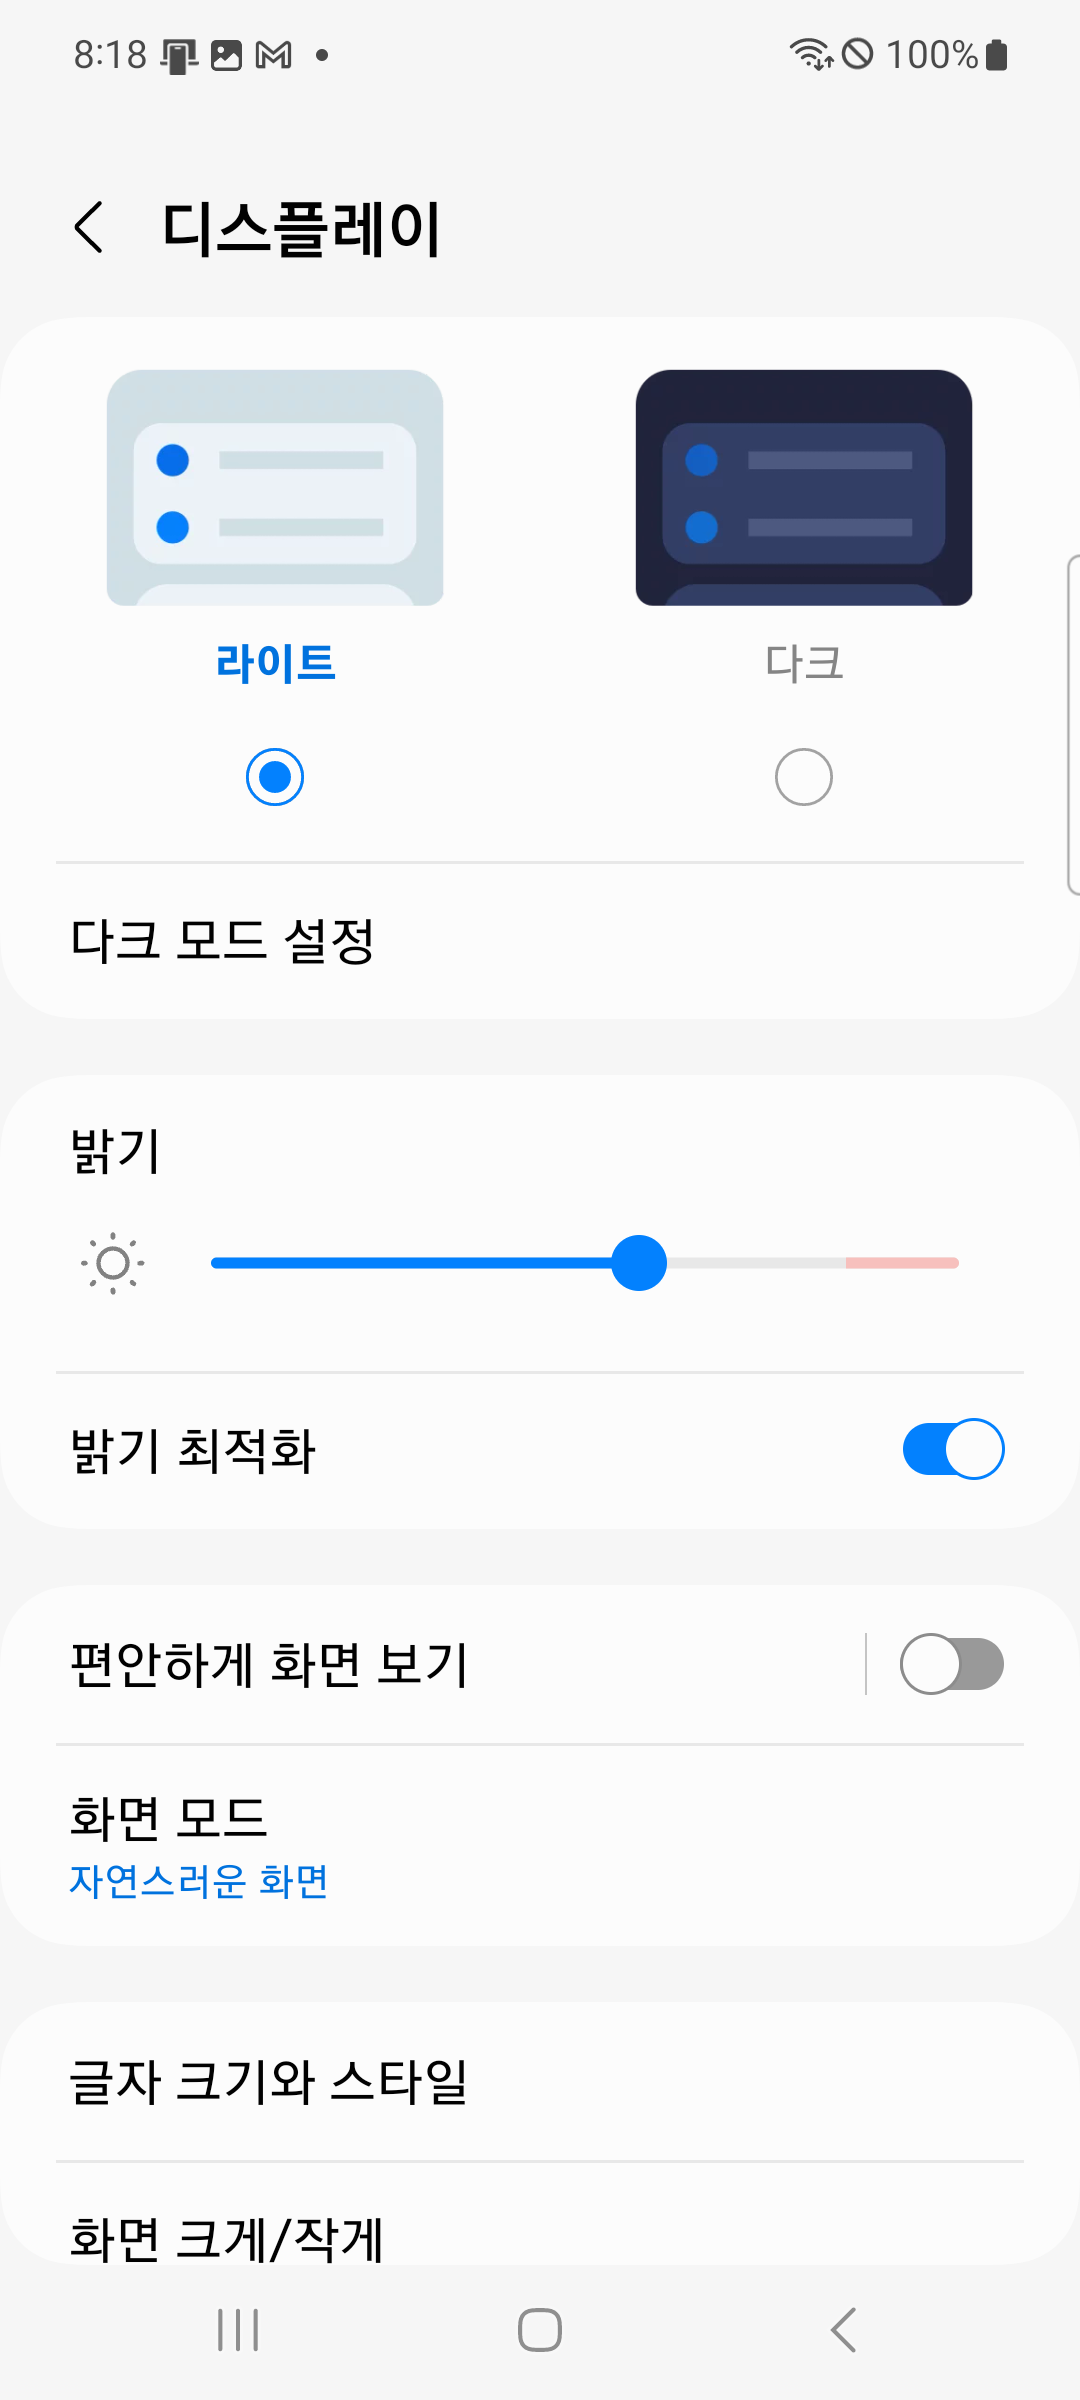 8:18
100%
디스플레이
라이트
다크
다크 모드 설정
밝기
밝기 최적화
편안하게 화면 보기
화면 모드
자연스러운 화면
글자 크기와 스타일
화면 크게/작게